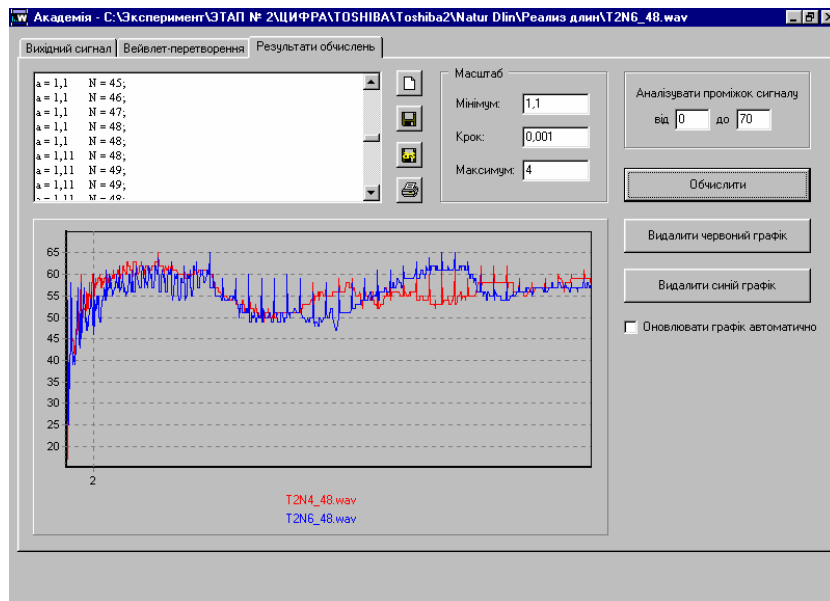 Академія - C:\Эксперимент\ЭТАП № 2\ЦИФРА\TOSHIBA\Toshiba2\Natur Dlin\Реализ длин\T2N6_48.wav
Вихідний сигнал Вейвлет-перетворення Результати обчислень
a = 1,1 N = 45;
a = 1,1 N = 46;
a = 1,1 N = 47;
a = 1,1 N = 48;
a = 1,1 N = 48;
a = 1,11 N = 48;
a = 1,11 N = 49;
a = 1,11 N = 49;
a = 1,11 N = 48;
Масштаб
Мінімум: 1,1
Крок: 0,001
Максимум: 4
Аналізувати проміжок сигналу
від 0 до 70
Обчислити
Видалити червоний графік
Видалити синій графік
Оновлювати графік автоматично
65
60
55
50
45
40
35
30
25
20
2
T2N4_48.wav
T2N6_48.wav